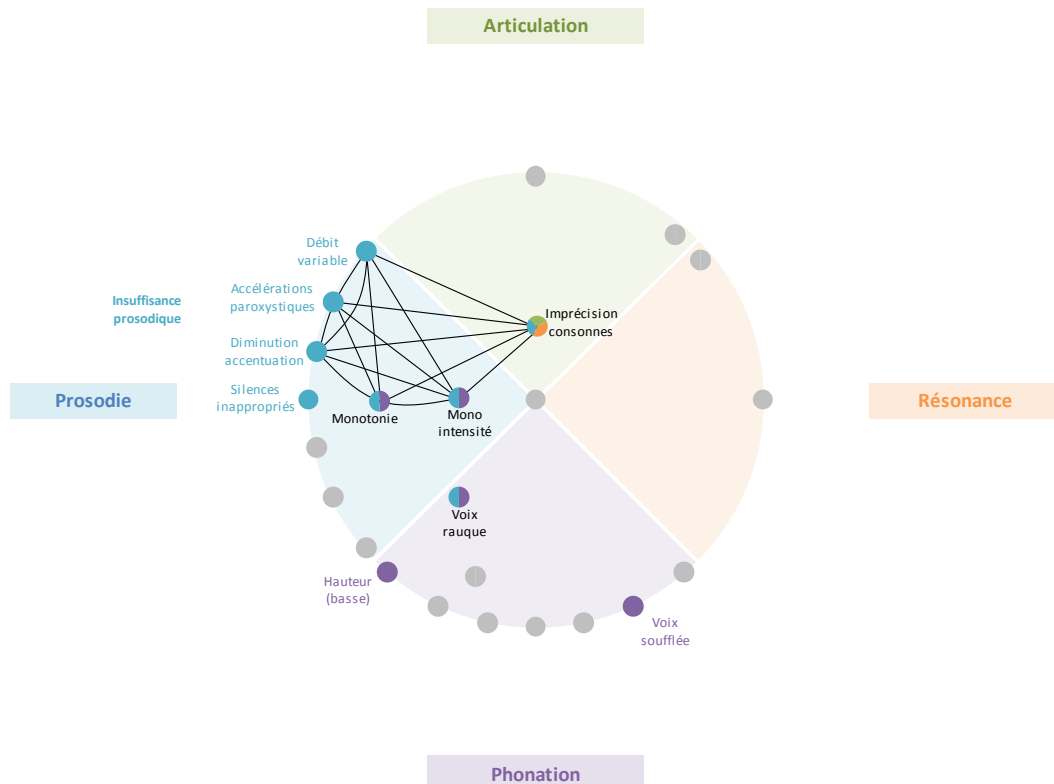 Articulation
Débit
variable
Accélérations
paroxystiques
Insuffisance
prosodique
Imprécision
consonnes
Diminution
accentuation
Silences
inappropriés
Prosodie
Monotonie
Mono
intensité
Résonance
Voix
rauque
Hauteur
(basse)
Voix
soufflée
Phonation